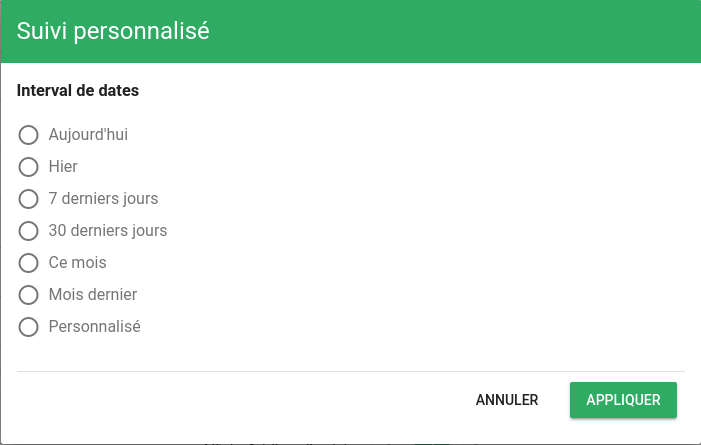 Suivi personnalisé
Interval de dates
Aujourd'hui
Hier
7 derniers jours
30 derniers jours
Ce mois
Mois dernier
Personnalisé
ANNULER
APPLIQUER